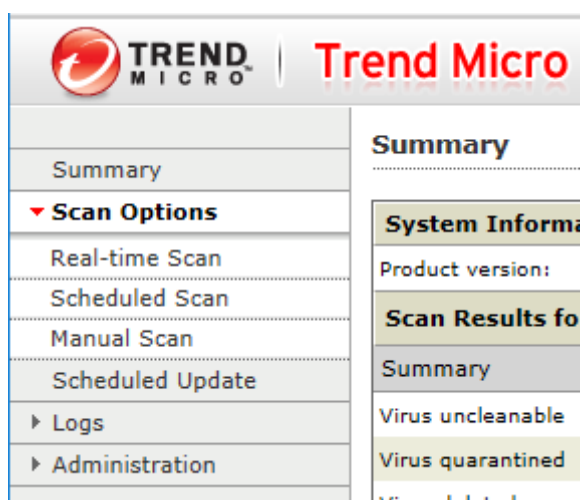 TREND MICRO™
Trend Micro
Summary
Scan Options
Real-time Scan
Scheduled Scan
Manual Scan
Scheduled Update
Logs
Administration
Summary
System Informa
Product version:
Scan Results fo
Summary
Virus uncleanable
Virus quarantined